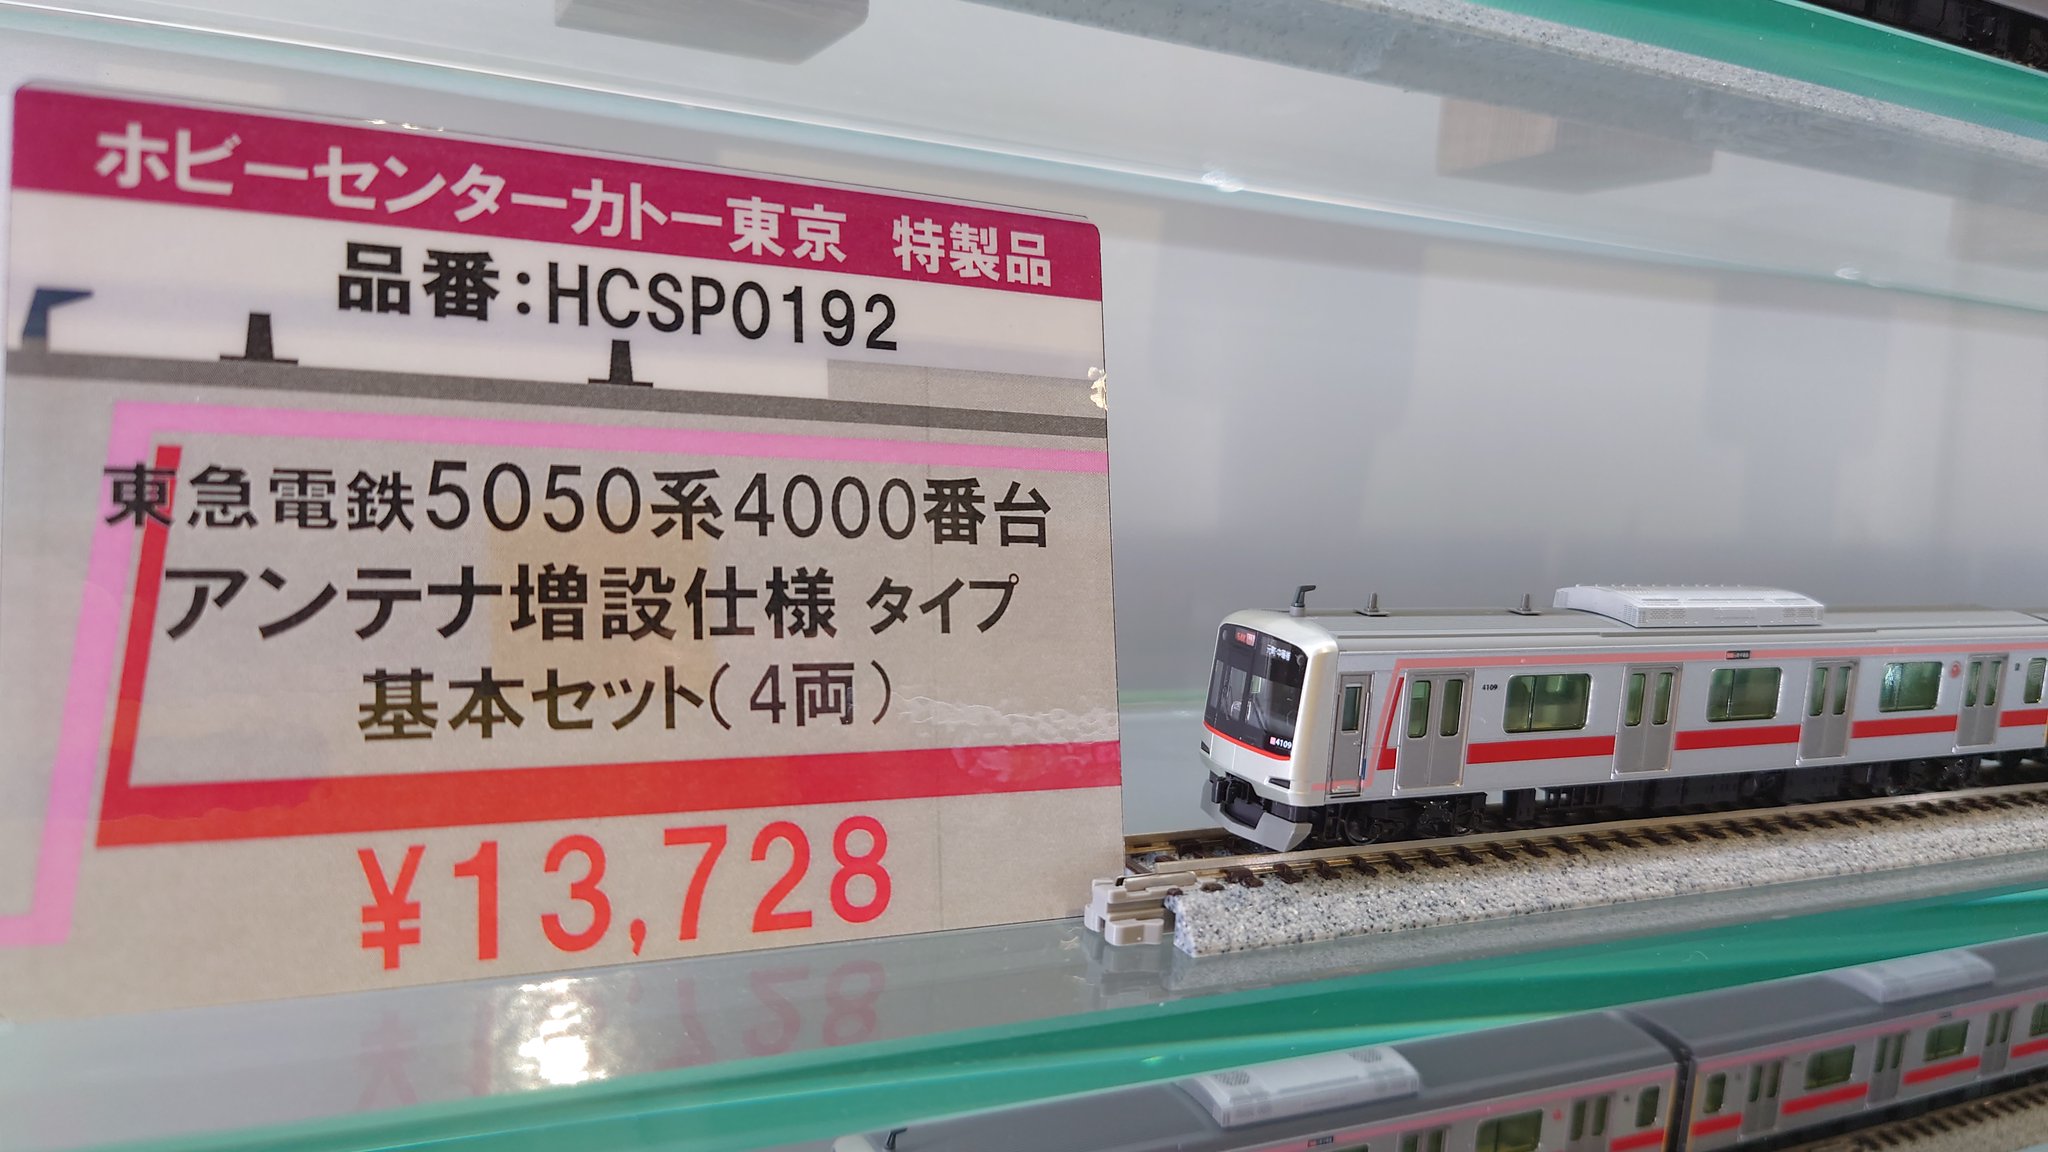 ホビーセンターカトー東京 特製品
品番:HCSP0192
東急電鉄5050系4000番台
アンテナ増設仕様 タイプ
基本セット(4両)
¥13,728
4109
4109